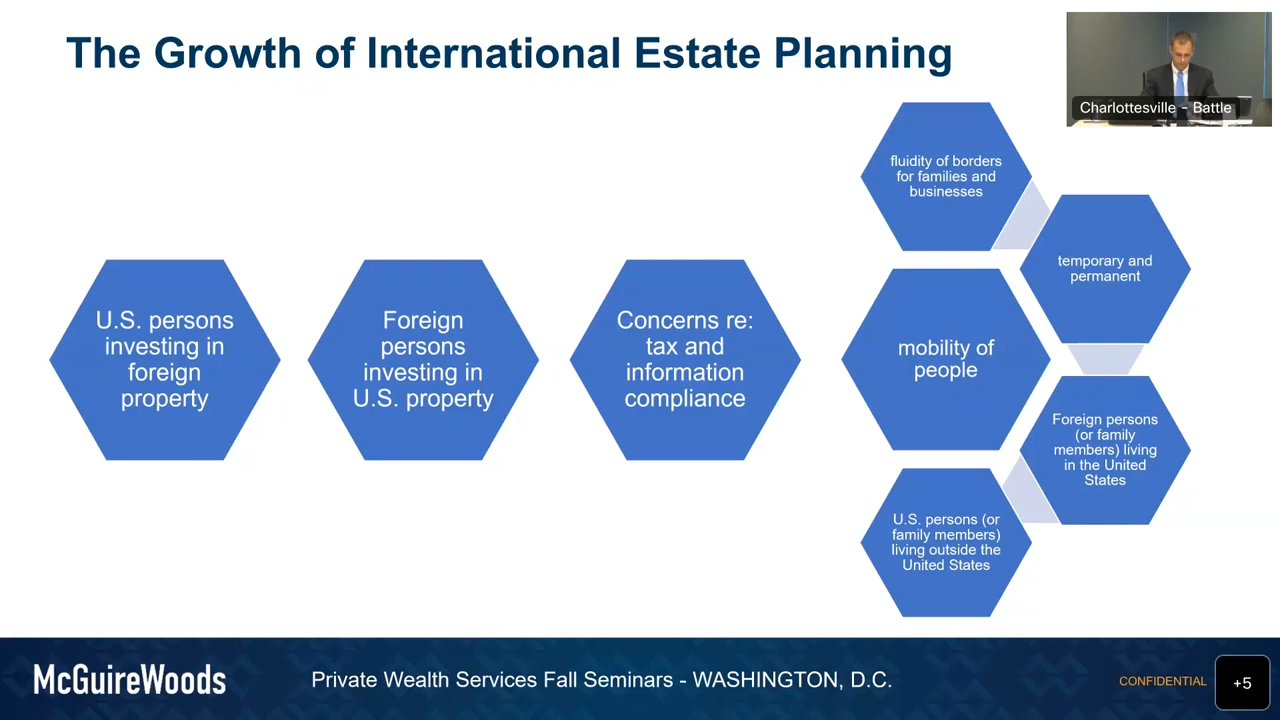 The Growth of International Estate Planning
Charlottesville - Battle
U.S. persons
investing in
foreign
property
Foreign
persons
investing in
U.S. property
Concerns re:
tax and
information
compliance
mobility of
people
fluidity of borders
for families and
businesses
temporary and
permanent
Foreign persons
(or family
members) living
in the United
States
U.S. persons (or
family members)
living outside the
United States
McGuireWoods
Private Wealth Services Fall Seminars - WASHINGTON, D.C.
CONFIDENTIAL
+5